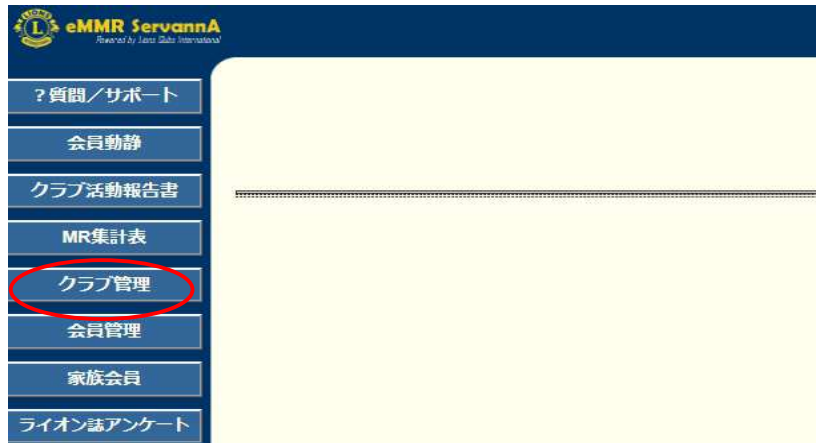 eMMR ServannA
Powered by Lions Clubs International
?質問／サポート
会員動静
クラブ活動報告書
MR集計表
クラブ管理
会員管理
家族会員
ライオン誌アンケート